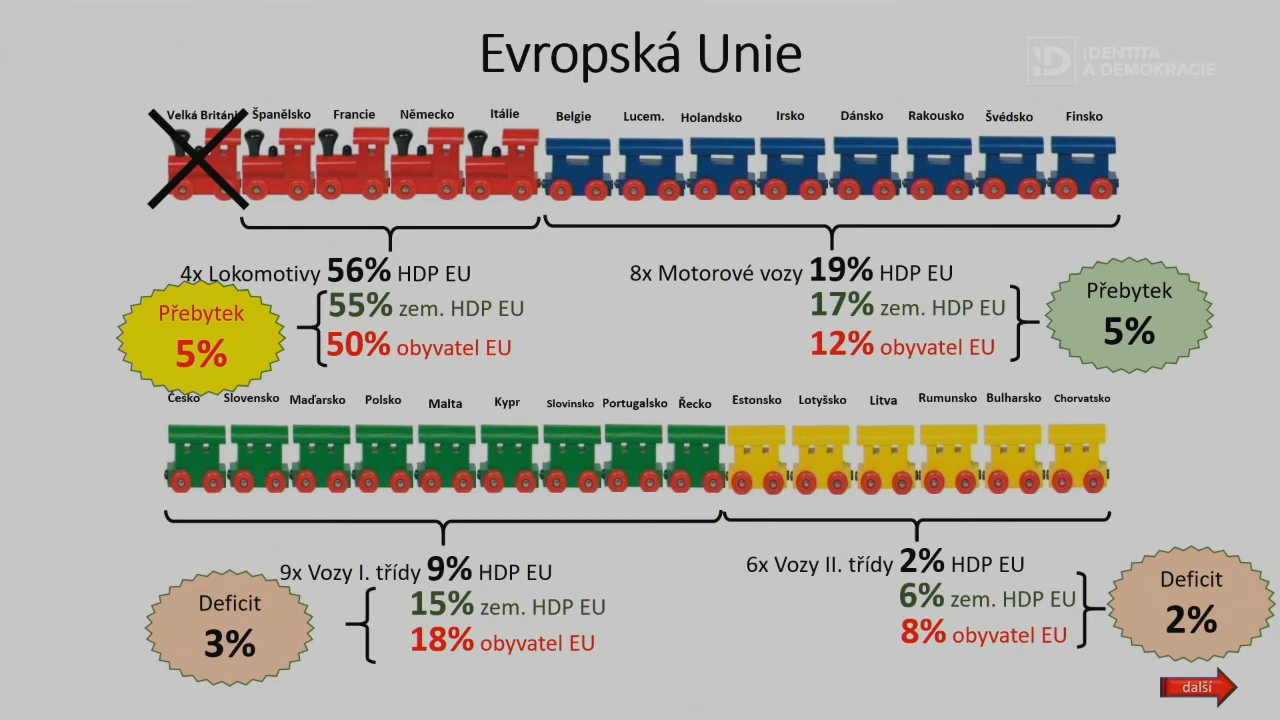 Evropská Unie
IDENTITA
A DEMOKRACIE
Velká Británi
Španělsko
Francie
Německo
Itálie
Belgie
Lucem.
Holandsko
Irsko
Dánsko
Rakousko
Švédsko
Finsko
4x Lokomotivy 56% HDP EU
55% zem. HDP EU
50% obyvatel EU
Přebytek
5%
8x Motorové vozy 19% HDP EU
17% zem. HDP EU
12% obyvatel EU
Přebytek
5%
Česko
Slovensko
Maďarsko
Polsko
Malta
Kypr
Slovinsko
Portugalsko
Řecko
Estonsko
Lotyšsko
Litva
Rumunsko
Bulharsko
Chorvatsko
9x Vozy I. třídy 9% HDP EU
15% zem. HDP EU
18% obyvatel EU
Deficit
3%
6x Vozy II. třídy 2% HDP EU
6% zem. HDP EU
8% obyvatel EU
Deficit
2%
další